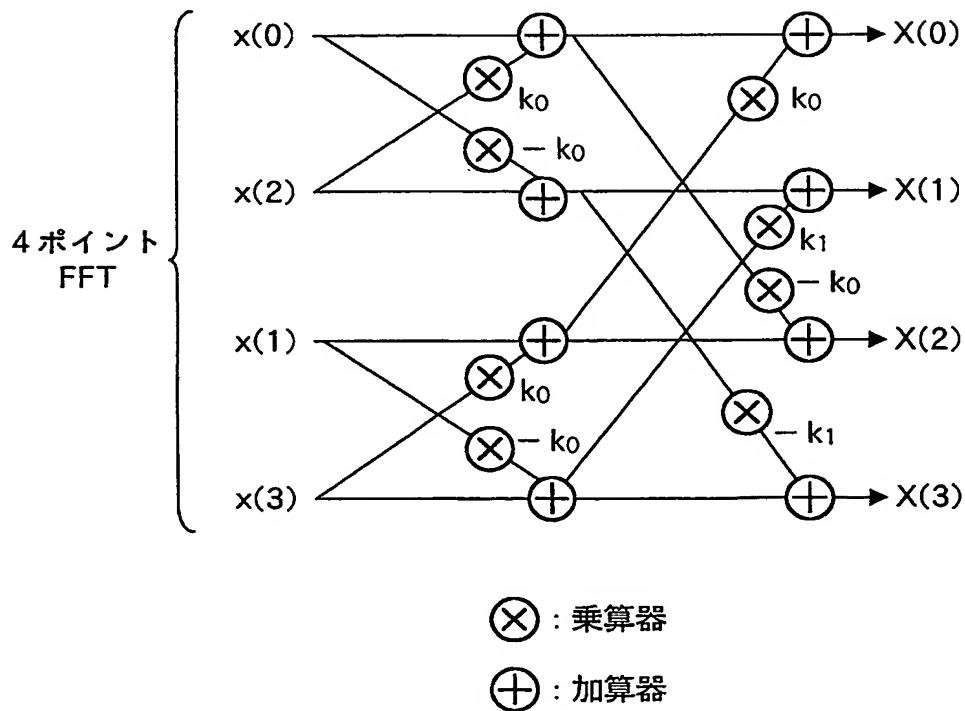 x(0)
k₀
k₀
X(0)
− k₀
x(2)
X(1)
k₁
4 ポイント
FFT
− k₀
x(1)
X(2)
k₀
− k₀
− k₁
x(3)
X(3)
: 乗算器
: 加算器